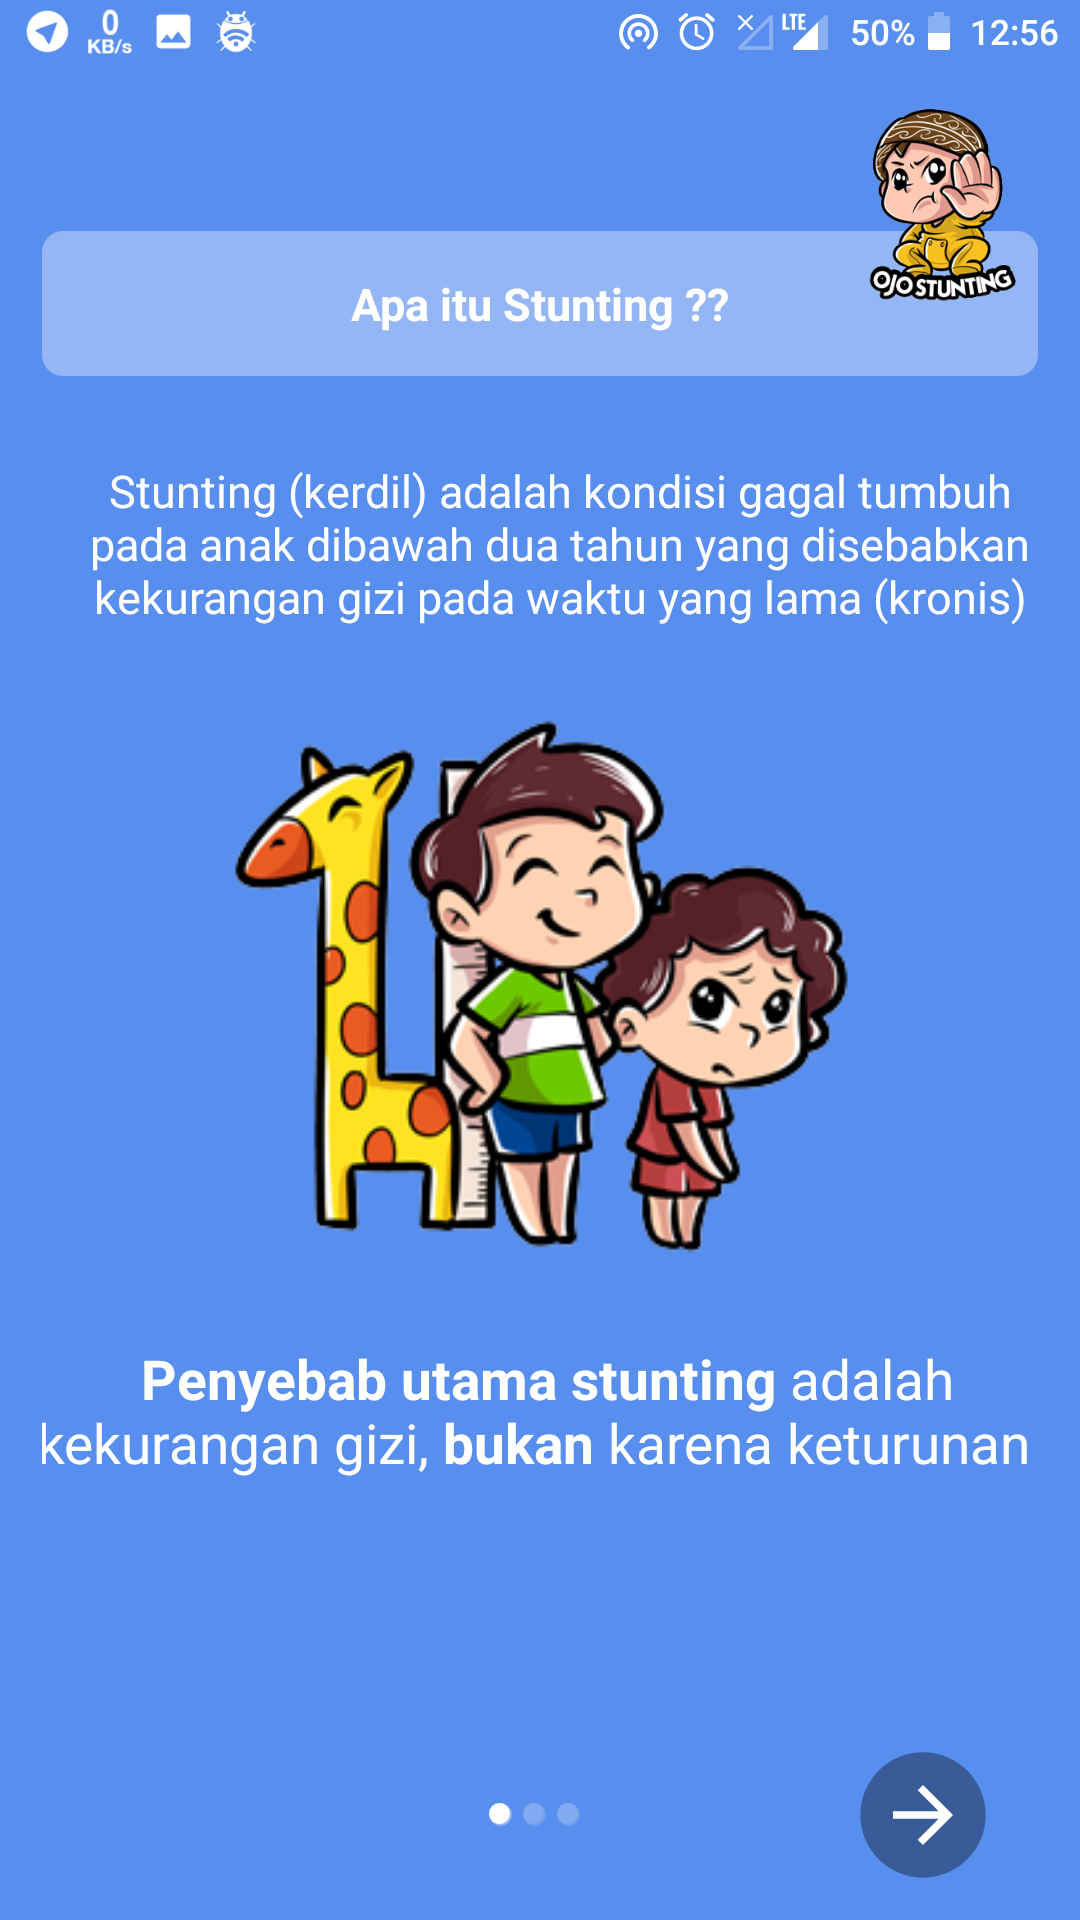 0
KB/s
LTE
50%
12:56
OJO STUNTING
Apa itu Stunting ??
Stunting (kerdil) adalah kondisi gagal tumbuh
pada anak dibawah dua tahun yang disebabkan
kekurangan gizi pada waktu yang lama (kronis)
Penyebab utama stunting adalah
kekurangan gizi, bukan karena keturunan